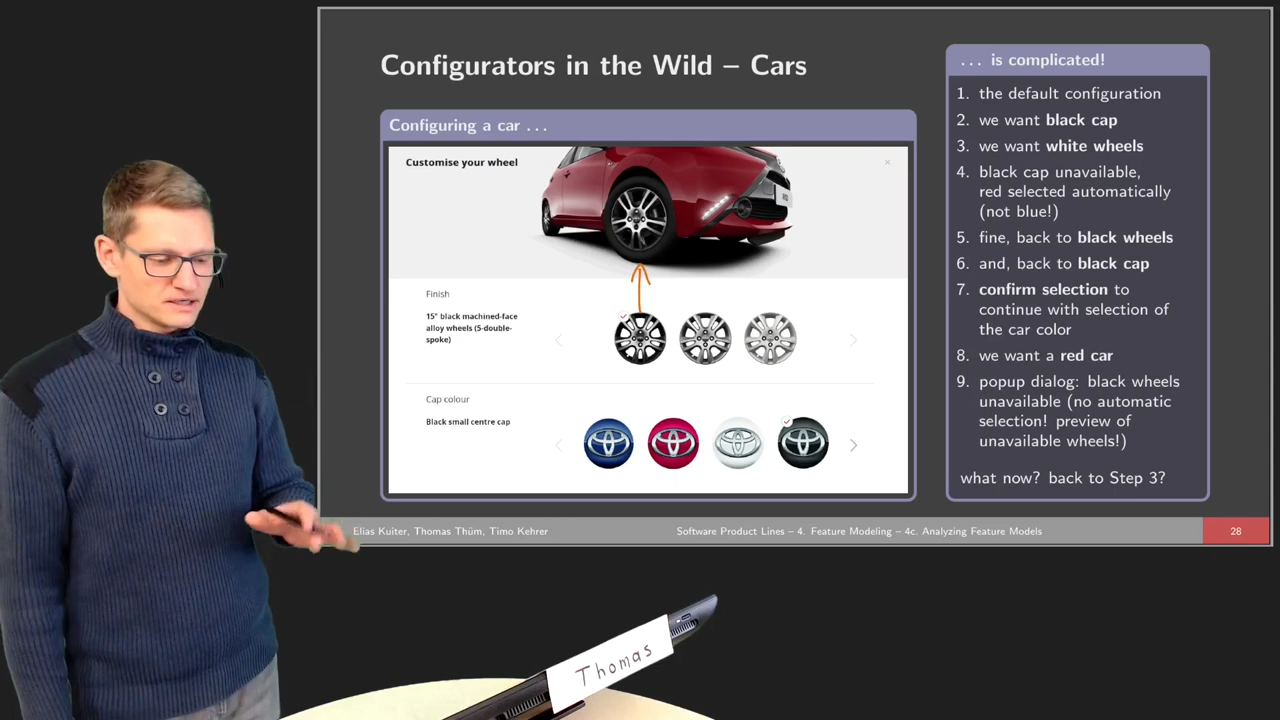 Configurators in the Wild – Cars
Configuring a car . . .
Customise your wheel
×
Finish
15" black machined-face
alloy wheels (5-double-
spoke)
Cap colour
Black small centre cap
. . . is complicated!
1. the default configuration
2. we want black cap
3. we want white wheels
4. black cap unavailable,
red selected automatically
(not blue!)
5. fine, back to black wheels
6. and, back to black cap
7. confirm selection to
continue with selection of
the car color
8. we want a red car
9. popup dialog: black wheels
unavailable (no automatic
selection! preview of
unavailable wheels!)
what now? back to Step 3?
Elias Kuiter, Thomas Thüm, Timo Kehrer
Software Product Lines – 4. Feature Modeling – 4c. Analyzing Feature Models
28
Thomas